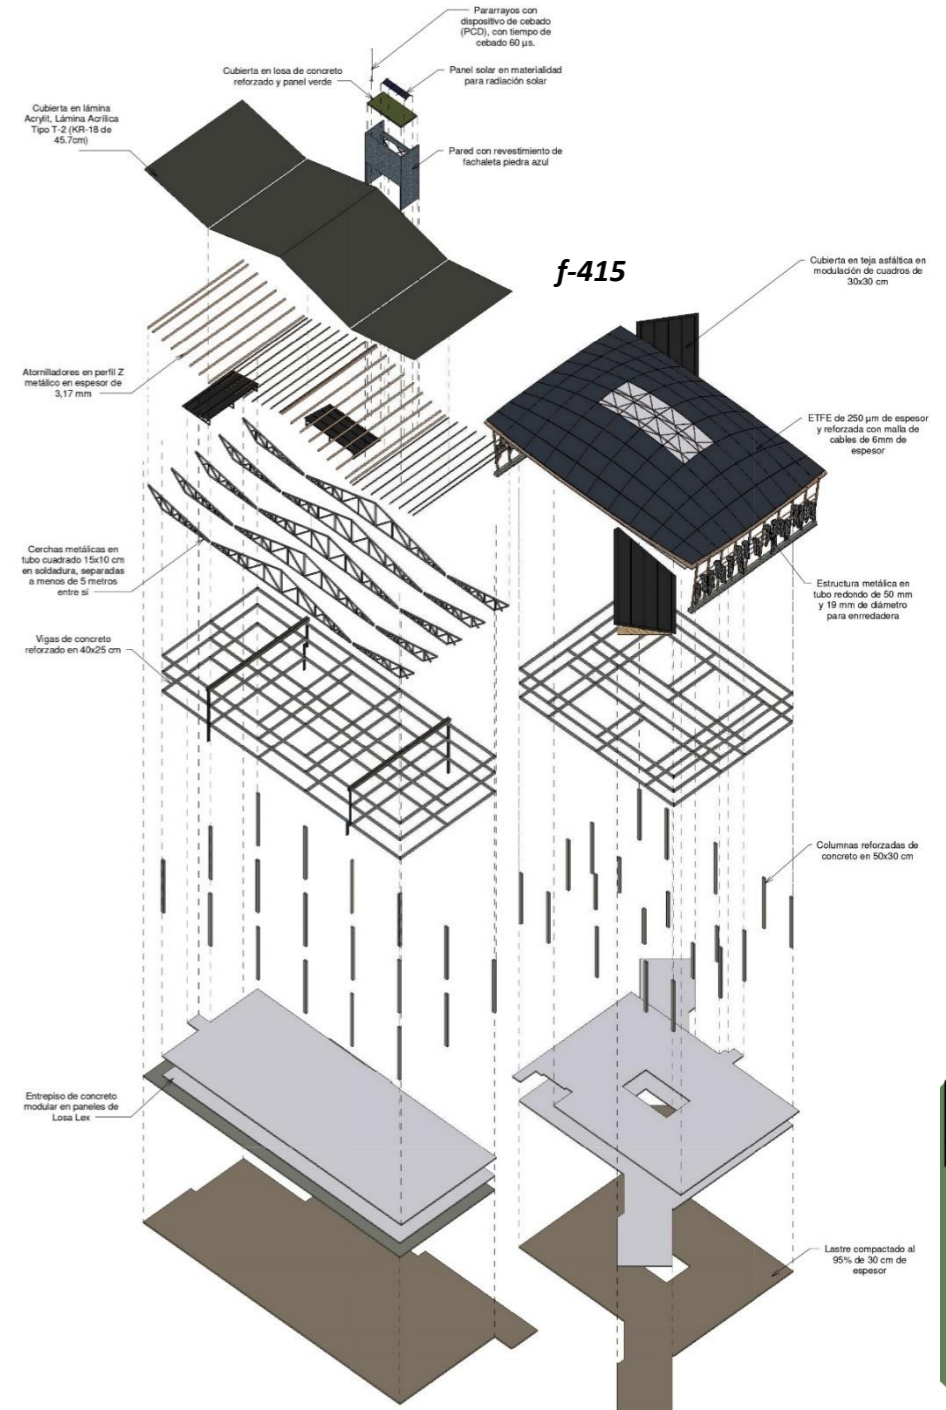 Pararrayos con
dispositivo de cebado
(PCD), con tiempo de
cebado 60 µs.
Cubierta en losa de concreto
reforzado y panel verde
Panel solar en materialidad
para radiación solar
Cubierta en lámina
Acrylit, Lámina Acrílica
Tipo T-2 (KR-18 de
45.7cm)
Pared con revestimiento de
fachaleta piedra azul
f-415
Cubierta en teja asfáltica en
modulación de cuadros de
30x30 cm
Atornilladores en perfil Z
metálico en espesor de
3,17 mm
ETFE de 250 µm de espesor
y reforzada con malla de
cables de 6mm de
espesor
Cerchas metálicas en
tubo cuadrado 15x10 cm
en soldadura, separadas
a menos de 5 metros
entre sí
Estructura metálica en
tubo redondo de 50 mm
y 19 mm de diámetro
para enrredadera
Vigas de concreto
reforzado en 40x25 cm
Columnas reforzadas de
concreto en 50x30 cm
Entrepiso de concreto
modular en paneles de
Losa Lex
Lastre compactado al
95% de 30 cm de
espesor